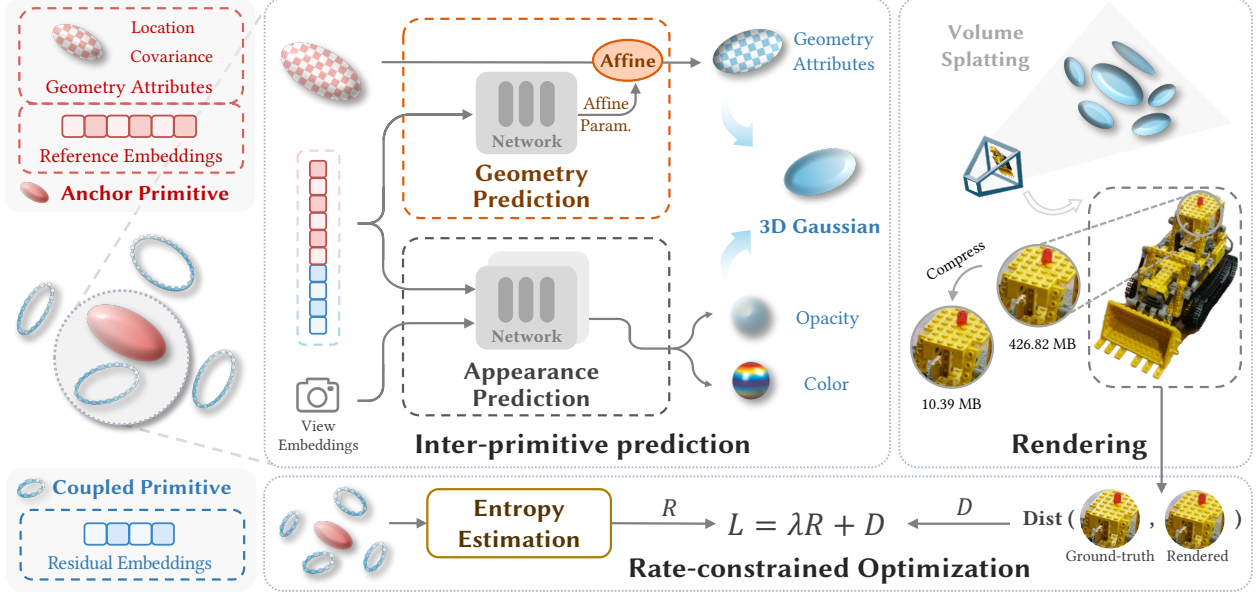 Location
Covariance
Geometry Attributes
Reference Embeddings
Anchor Primitive
Coupled Primitive
Residual Embeddings
Affine
Network
Affine
Param.
Geometry
Prediction
Network
Appearance
Prediction
View
Embeddings
Geometry
Attributes
3D Gaussian
Opacity
Color
Inter-primitive prediction
Volume
Splatting
Compress
426.82 MB
10.39 MB
Rendering
Entropy
Estimation
R
L = λR + D
D
Dist ( , )
Ground-truth
Rendered
Rate-constrained Optimization